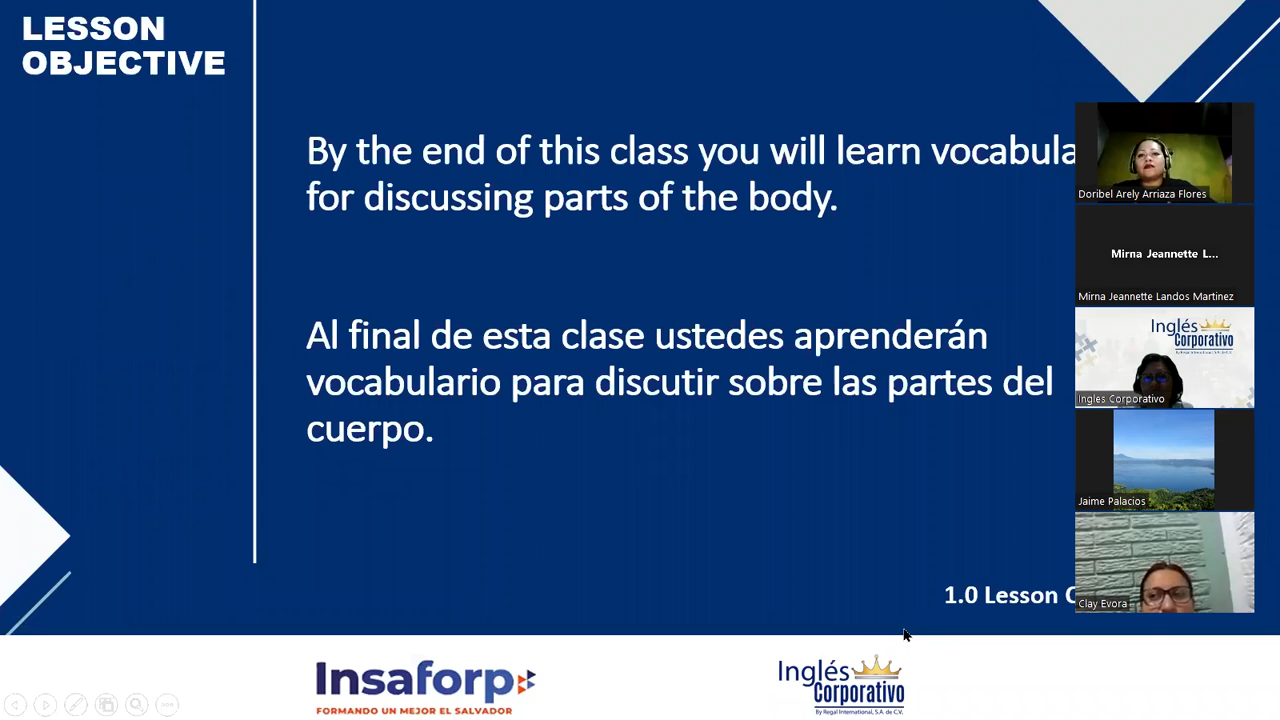 LESSON
OBJECTIVE
By the end of this class you will learn vocabula
for discussing parts of the body.
Al final de esta clase ustedes aprenderán
vocabulario para discutir sobre las partes del
cuerpo.
1.0 Lesson
Insaforp
FORMANDO UN MEJOR EL SALVADOR
Inglés
Corporativo
By Regal International, S.A. de C.V.
Doribel Arely Arriaza Flores
Mirna Jeannette L...
Mirna Jeannette Landos Martinez
Inglés
Corporativo
Ingles Corporativo
Jaime Palacios
Clay Evora